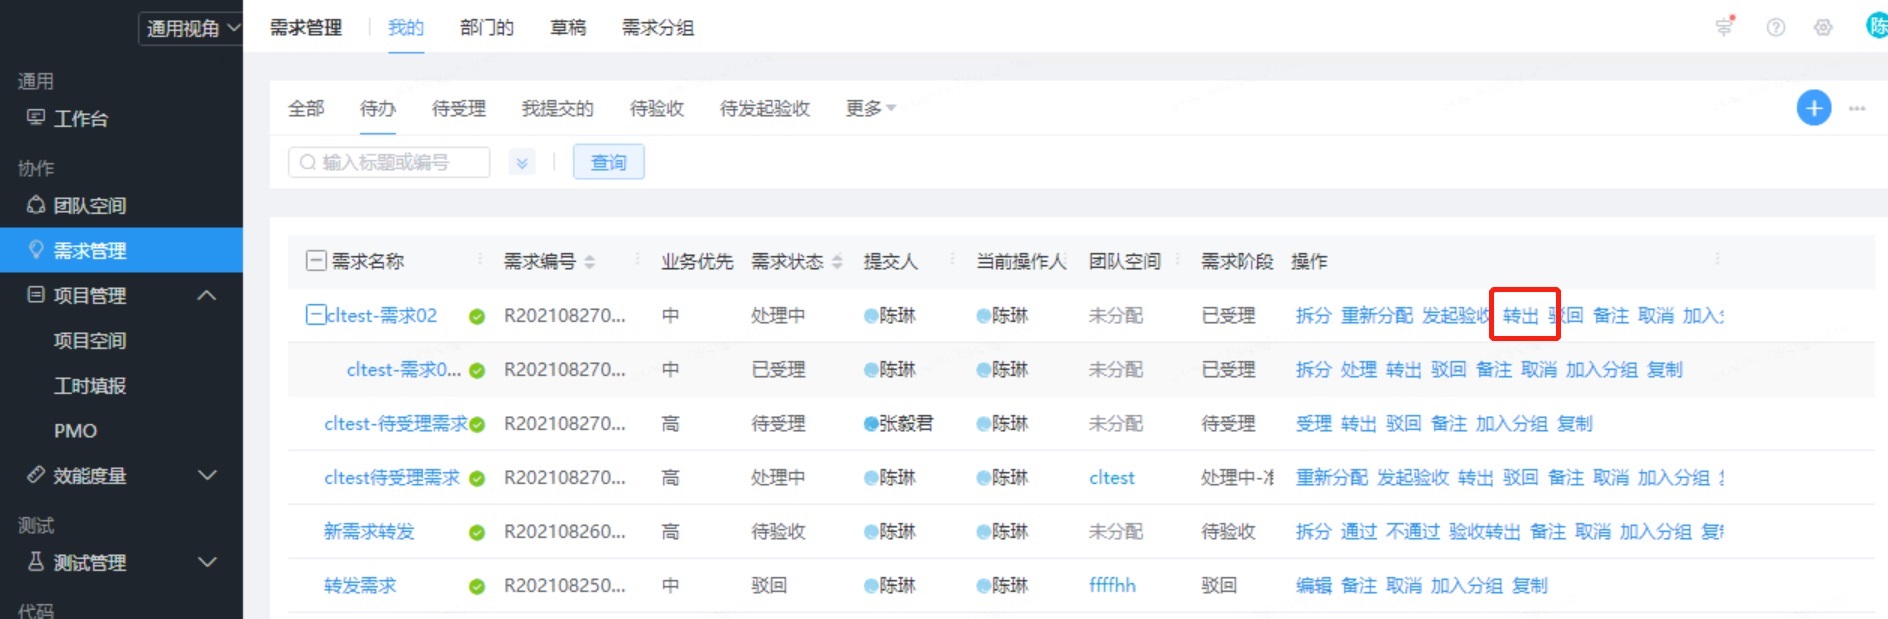 通用视角
需求管理 我的 部门的 草稿 需求分组
陈
通用
工作台
协作
团队空间
需求管理
项目管理
项目空间
工时填报
PMO
效能度量
测试
测试管理
代码
全部 待办 待受理 我提交的 待验收 待发起验收 更多
输入标题或编号 查询
需求名称 需求编号 业务优先 需求状态 提交人 当前操作人 团队空间 需求阶段 操作
cltest-需求02 R202108270... 中 处理中 陈琳 陈琳 未分配 已受理 拆分 重新分配 发起验收 转出 驳回 备注 取消 加入
cltest-需求0... R202108270... 中 已受理 陈琳 陈琳 未分配 已受理 拆分 处理 转出 驳回 备注 取消 加入分组 复制
cltest-待受理需求 R202108270... 高 待受理 张毅君 陈琳 未分配 待受理 受理 转出 驳回 备注 加入分组 复制
cltest待受理需求 R202108270... 高 处理中 陈琳 陈琳 cltest 处理中- 重新分配 发起验收 转出 驳回 备注 取消 加入分组
新需求转发 R202108260... 高 待验收 陈琳 陈琳 未分配 待验收 拆分 通过 不通过 验收转出 备注 取消 加入分组 复
转发需求 R202108250... 中 驳回 陈琳 陈琳 ffffhh 驳回 编辑 备注 取消 加入分组 复制